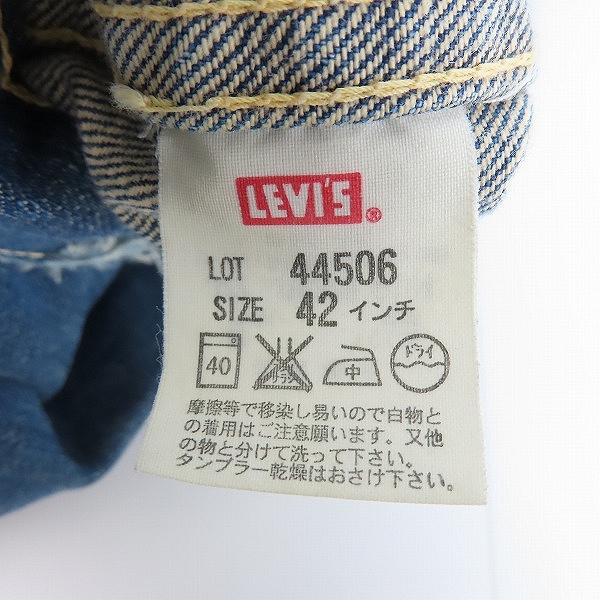 LEVI'S®
LOT 44506
SIZE 42 インチ
40 中 ドライ
摩擦等で移染し易いので白物と
の着用はご注意願います。又他
の物と分けて洗って下さい。
タンブラー乾燥はおさけ下さい。